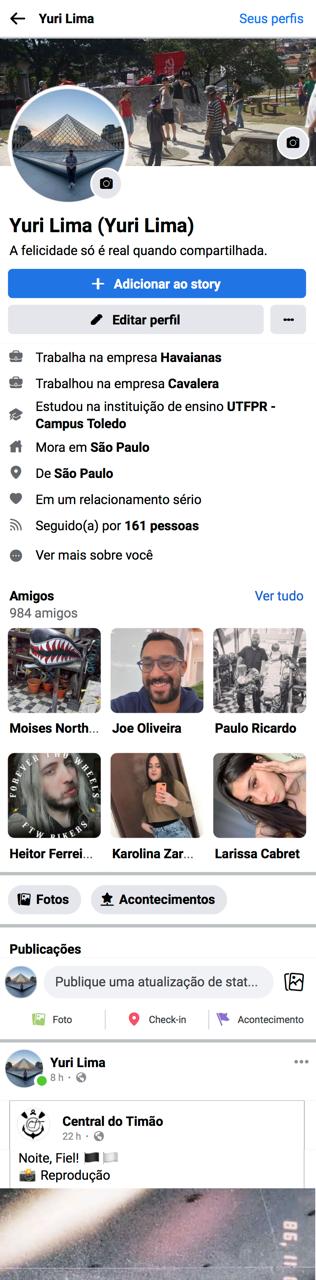 Yuri Lima
Seus perfis
Yuri Lima (Yuri Lima)
A felicidade só é real quando compartilhada.
Adicionar ao story
Editar perfil
Trabalha na empresa Havaianas
Trabalhou na empresa Cavalera
Estudou na instituição de ensino UTFPR -
Campus Toledo
Mora em São Paulo
De São Paulo
Em um relacionamento sério
Seguido(a) por 161 pessoas
Ver mais sobre você
Amigos
Ver tudo
984 amigos
Moises North...
Joe Oliveira
Paulo Ricardo
FOREVER TWO WHEELS
FTW BIKERS
Heitor Ferrei...
Karolina Zar...
Larissa Cabret
Fotos
Acontecimentos
Publicações
Publique uma atualização de stat...
Foto
Check-in
Acontecimento
Yuri Lima
8 h ·
Central do Timão
22 h ·
Noite, Fiel! 🏴🏳
📸 Reprodução